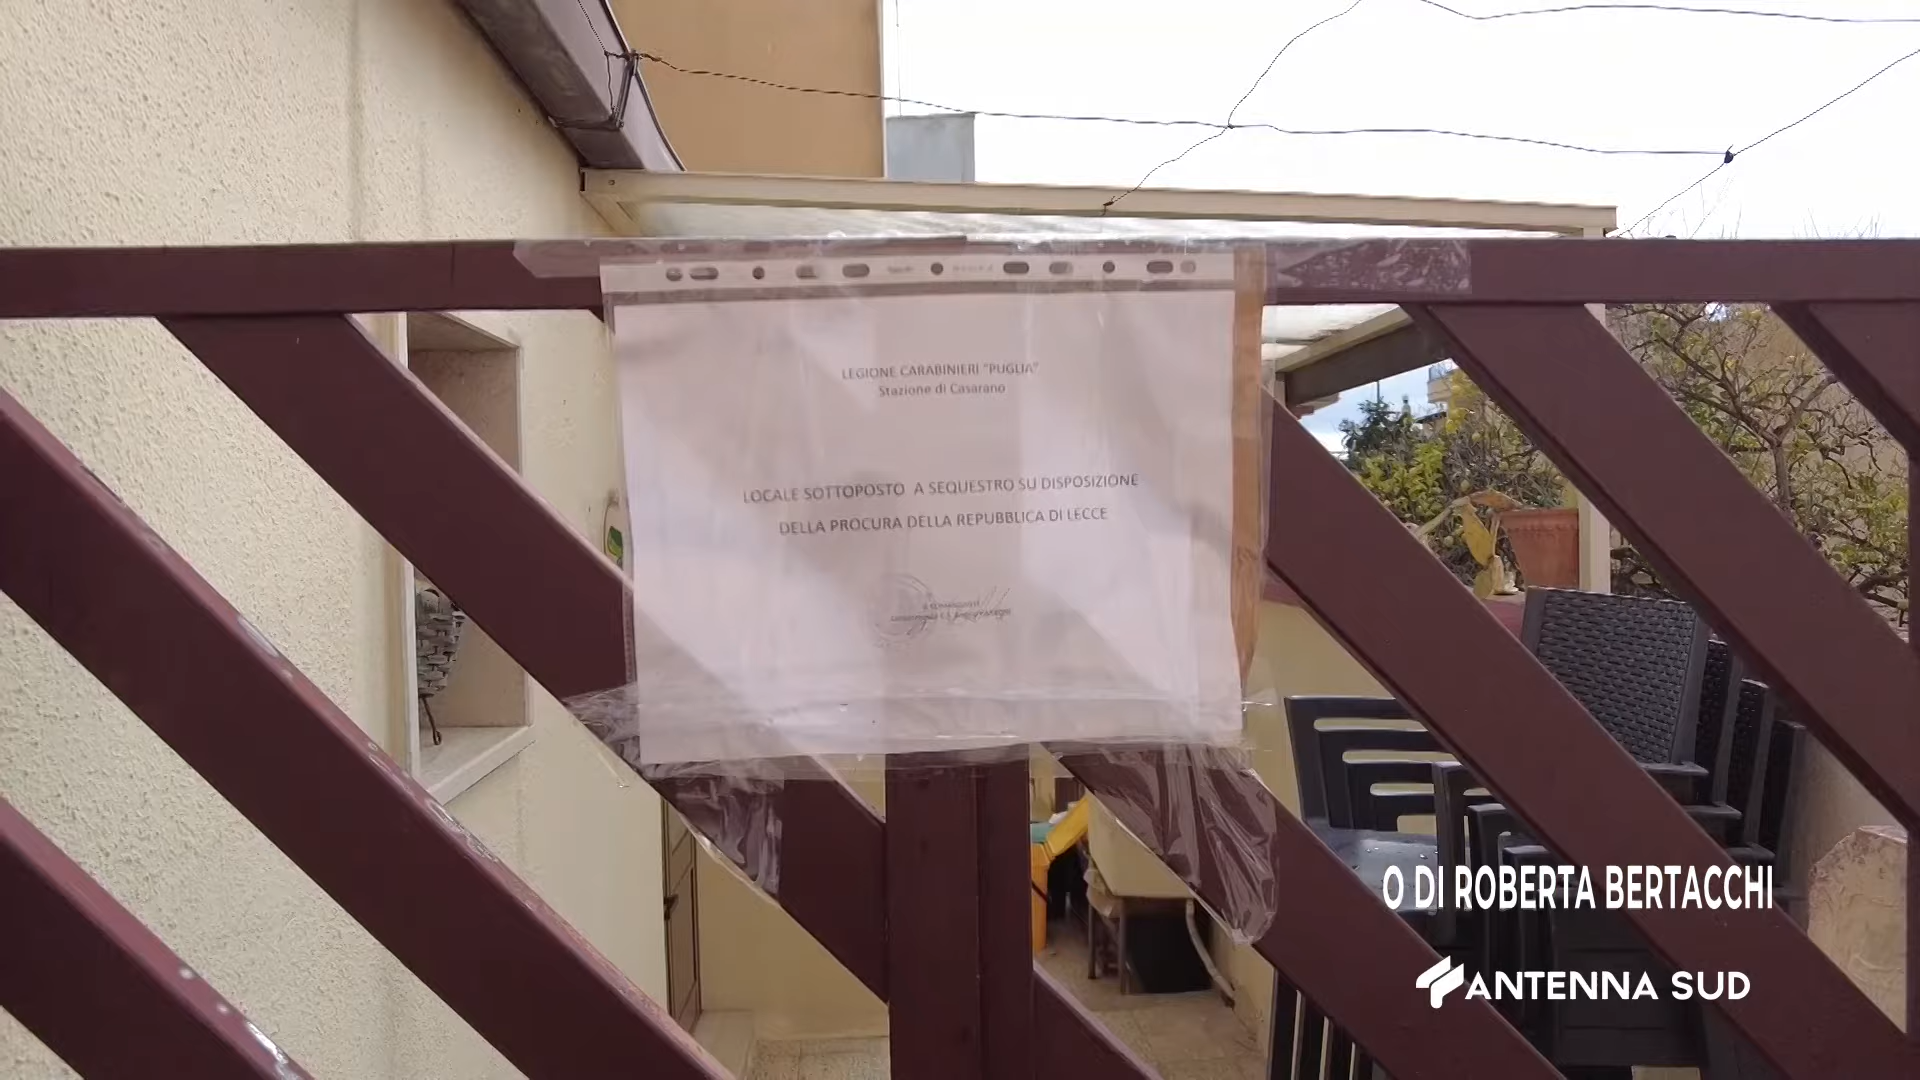 LEGIONE CARABINIERI "PUGLIA"
Stazione di Casarano
LOCALE SOTTOPOSTO A SEQUESTRO SU DISPOSIZIONE
DELLA PROCURA DELLA REPUBBLICA DI LECCE
O DI ROBERTA BERTACCHI
ANTENNA SUD